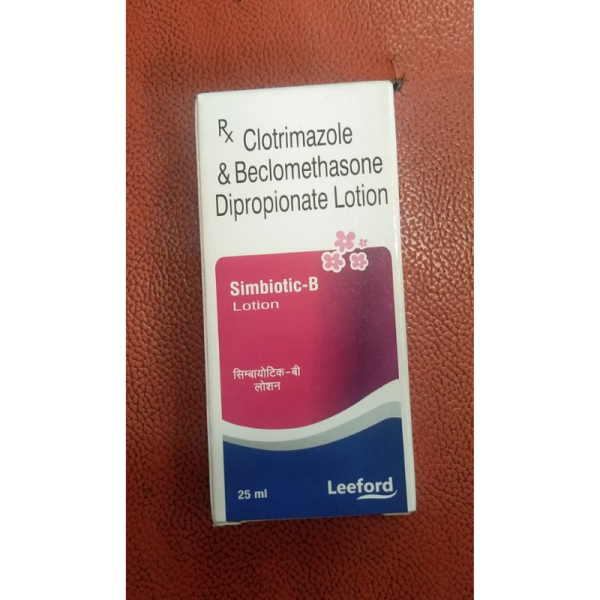 Rx Clotrimazole
& Beclomethasone
Dipropionate Lotion
Simbiotic-B
Lotion
सिम्बायोटिक-बी
लोशन
25 ml
Leeford